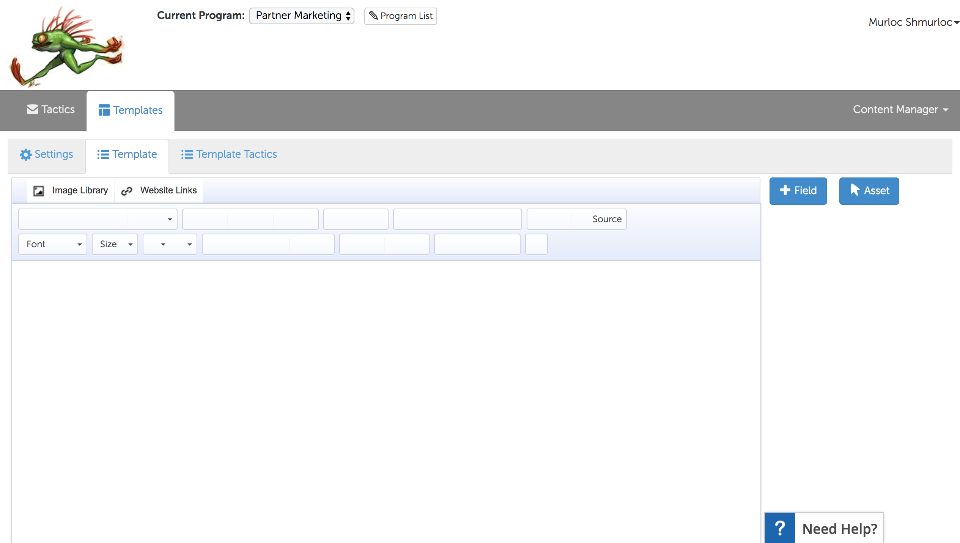 Current Program: Partner Marketing Program List
Murloc Shmurloc
Tactics Templates Content Manager
Settings Template Template Tactics
Image Library Website Links
Field Asset
Source
Font Size
? Need Help?